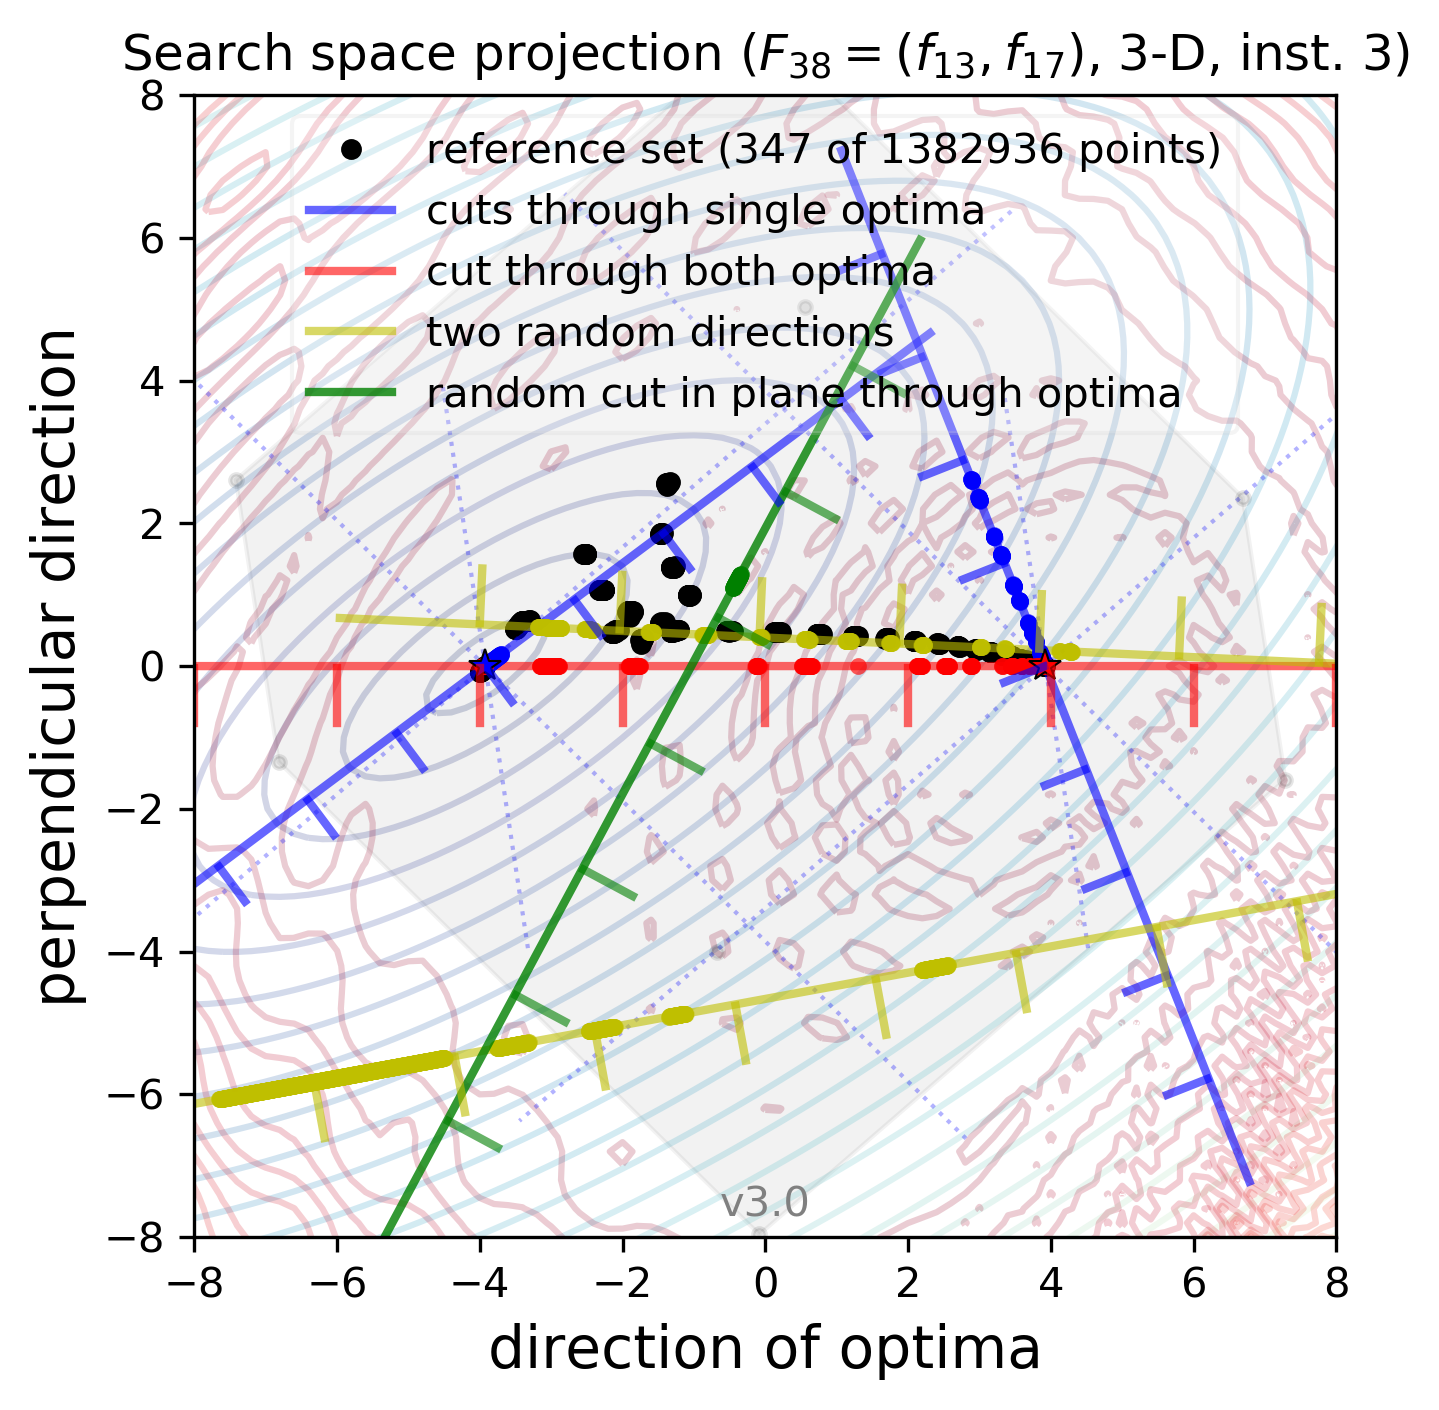 Search space projection (F38 = (f13, f17), 3-D, inst. 3)
reference set (347 of 1382936 points)
cuts through single optima
cut through both optima
two random directions
random cut in plane through optima
perpendicular direction
8
6
4
2
0
−2
−4
−6
−8
v3.0
−8 −6 −4 −2 0 2 4 6 8
direction of optima